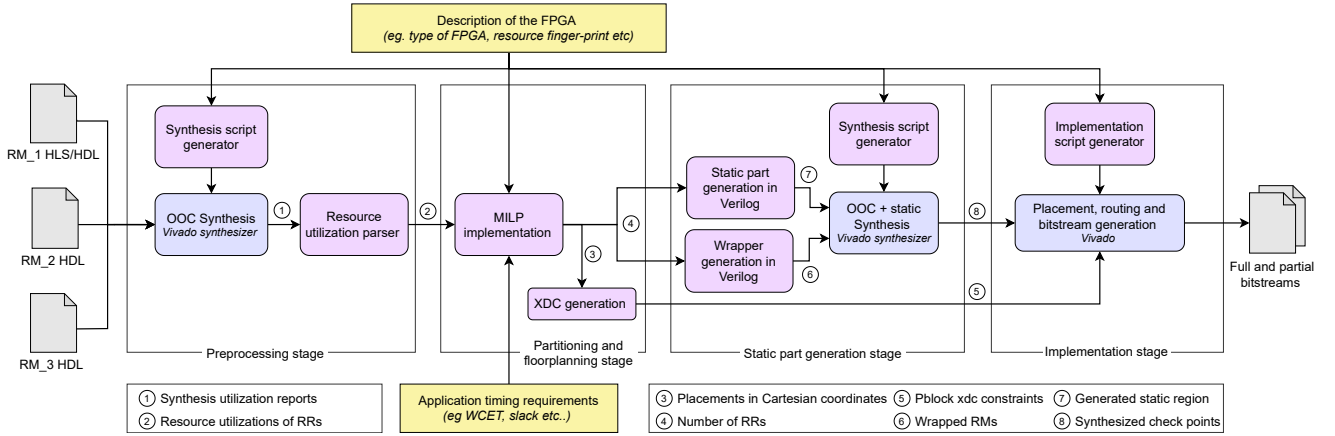 Description of the FPGA
(eg. type of FPGA, resource finger-print etc)
RM_1 HLS/HDL
RM_2 HDL
RM_3 HDL
Synthesis script
generator
OOC Synthesis
Vivado synthesizer
1
Resource
utilization parser
Preprocessing stage
2
MILP
implementation
3
4
XDC generation
Partitioning and
floorplanning stage
Application timing requirements
(eg WCET, slack etc..)
Static part
generation in
Verilog
7
Wrapper
generation in
Verilog
6
Synthesis script
generator
OOC + static
Synthesis
Vivado synthesizer
Static part generation stage
8
5
Implementation
script generator
Placement, routing and
bitstream generation
Vivado
Implementation stage
Full and partial
bitstreams
1 Synthesis utilization reports
2 Resource utilizations of RRs
3 Placements in Cartesian coordinates
4 Number of RRs
5 Pblock xdc constraints
6 Wrapped RMs
7 Generated static region
8 Synthesized check points